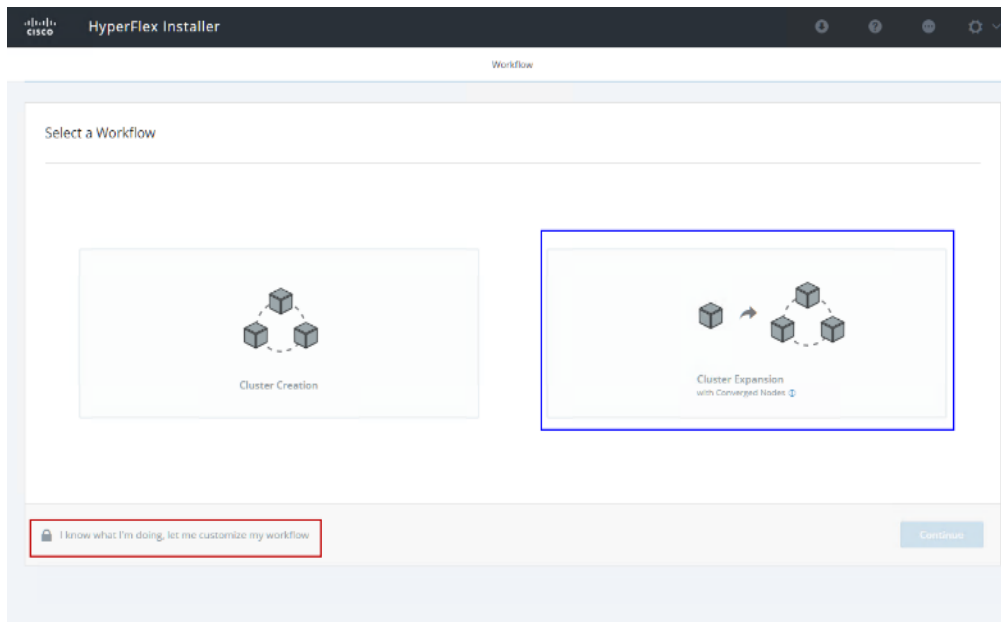 cisco HyperFlex Installer
Workflow
Select a Workflow
Cluster Creation
Cluster Expansion
with Converged Nodes
I know what I'm doing, let me customize my workflow
Continue